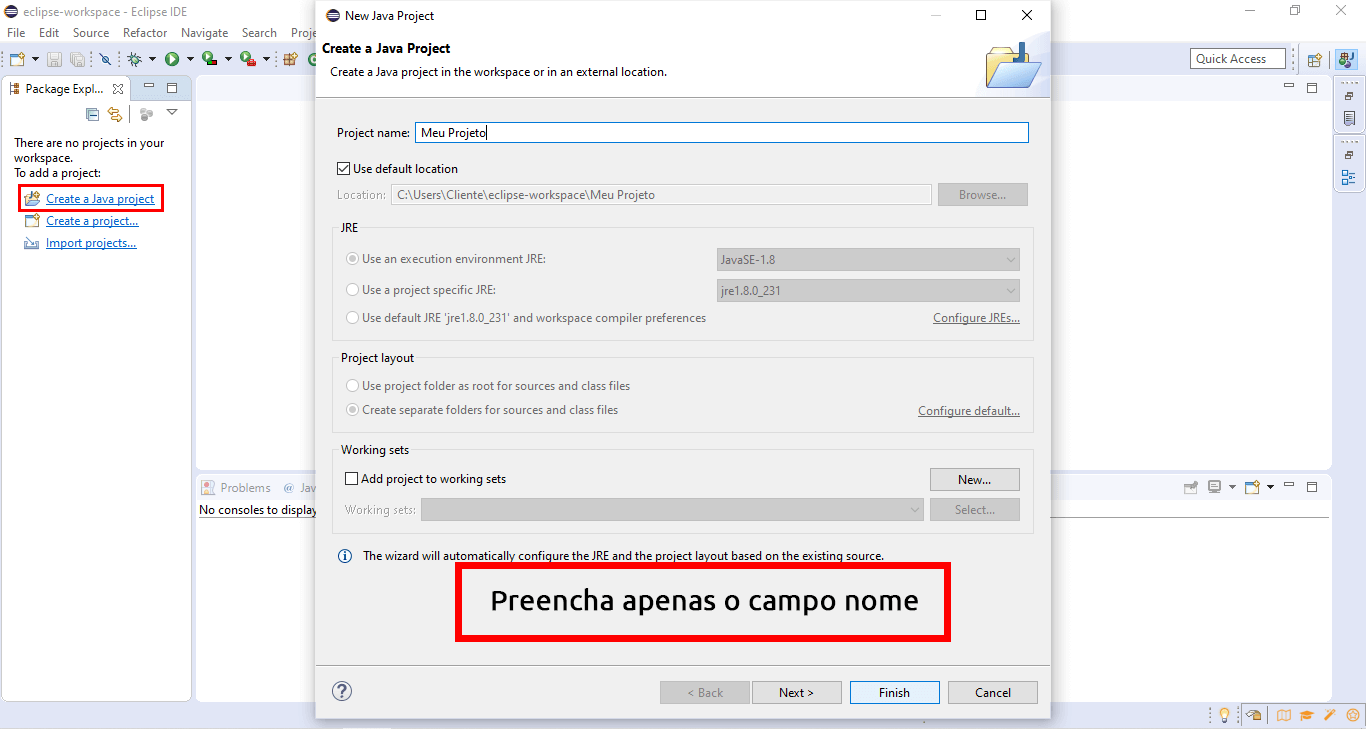 eclipse-workspace - Eclipse IDE
File Edit Source Refactor Navigate Search Proje
Quick Access
Package Expl...
There are no projects in your
workspace.
To add a project:
Create a Java project
Create a project...
Import projects...
New Java Project
Create a Java Project
Create a Java project in the workspace or in an external location.
Project name: Meu Projeto
Use default location
Location: C:\Users\Cliente\eclipse-workspace\Meu Projeto Browse...
JRE
Use an execution environment JRE: JavaSE-1.8
Use a project specific JRE: jre1.8.0_231
Use default JRE 'jre1.8.0_231' and workspace compiler preferences Configure JREs...
Project layout
Use project folder as root for sources and class files
Create separate folders for sources and class files Configure default...
Working sets
Add project to working sets New...
Working sets: Select...
The wizard will automatically configure the JRE and the project layout based on the existing source.
Preencha apenas o campo nome
? < Back Next > Finish Cancel
Problems @ Jav
No consoles to display